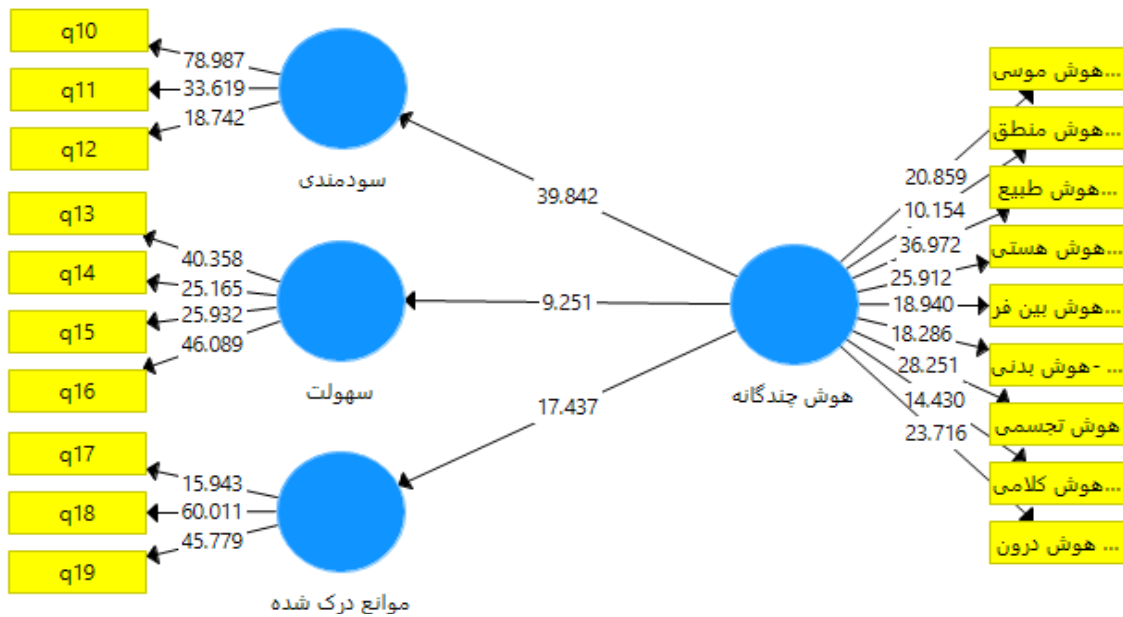 q10
q11
q12
78.987
33.619
18.742
سودمندی
q13
q14
q15
q16
40.358
25.165
25.932
46.089
سهولت
q17
q18
q19
15.943
60.011
45.779
موانع درک شده
39.842
9.251
17.437
هوش چندگانه
20.859
10.154
36.972
25.912
18.940
18.286
28.251
14.430
23.716
هوش موسی...
هوش منطق...
هوش طبیع...
هوش هستی...
هوش بین فر...
هوش بدنی- ...
هوش تجسمی
هوش کلامی...
هوش درون ...